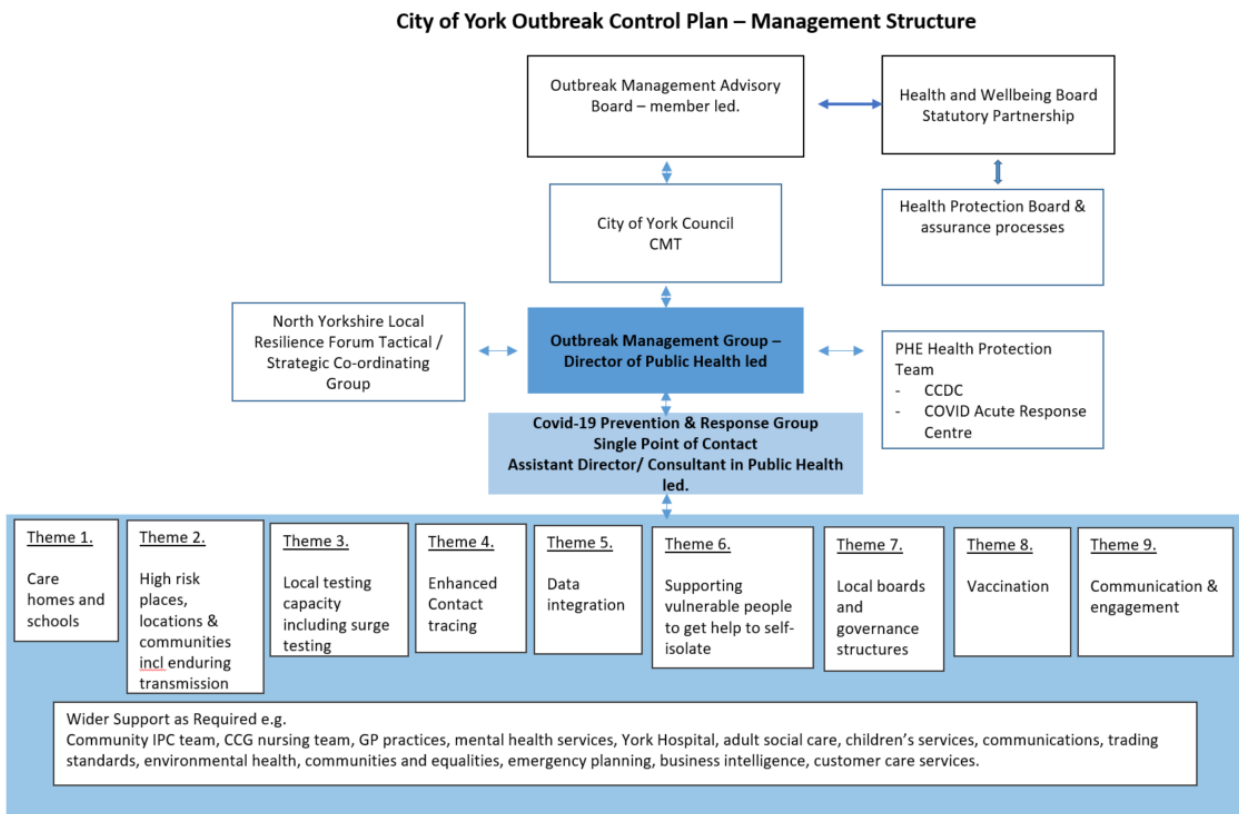 City of York Outbreak Control Plan – Management Structure
Outbreak Management Advisory
Board – member led.
Health and Wellbeing Board
Statutory Partnership
City of York Council
CMT
Health Protection Board &
assurance processes
North Yorkshire Local
Resilience Forum Tactical /
Strategic Co-ordinating
Group
Outbreak Management Group –
Director of Public Health led
PHE Health Protection
Team
- CCDC
- COVID Acute Response
Centre
Covid-19 Prevention & Response Group
Single Point of Contact
Assistant Director/ Consultant in Public Health
led.
Theme 1.
Care
homes and
schools
Theme 2.
High risk
places,
locations &
communities
incl enduring
transmission
Theme 3.
Local testing
capacity
including surge
testing
Theme 4.
Enhanced
Contact
tracing
Theme 5.
Data
integration
Theme 6.
Supporting
vulnerable people
to get help to self-
isolate
Theme 7.
Local boards
and
governance
structures
Theme 8.
Vaccination
Theme 9.
Communication &
engagement
Wider Support as Required e.g.
Community IPC team, CCG nursing team, GP practices, mental health services, York Hospital, adult social care, children's services, communications, trading
standards, environmental health, communities and equalities, emergency planning, business intelligence, customer care services.